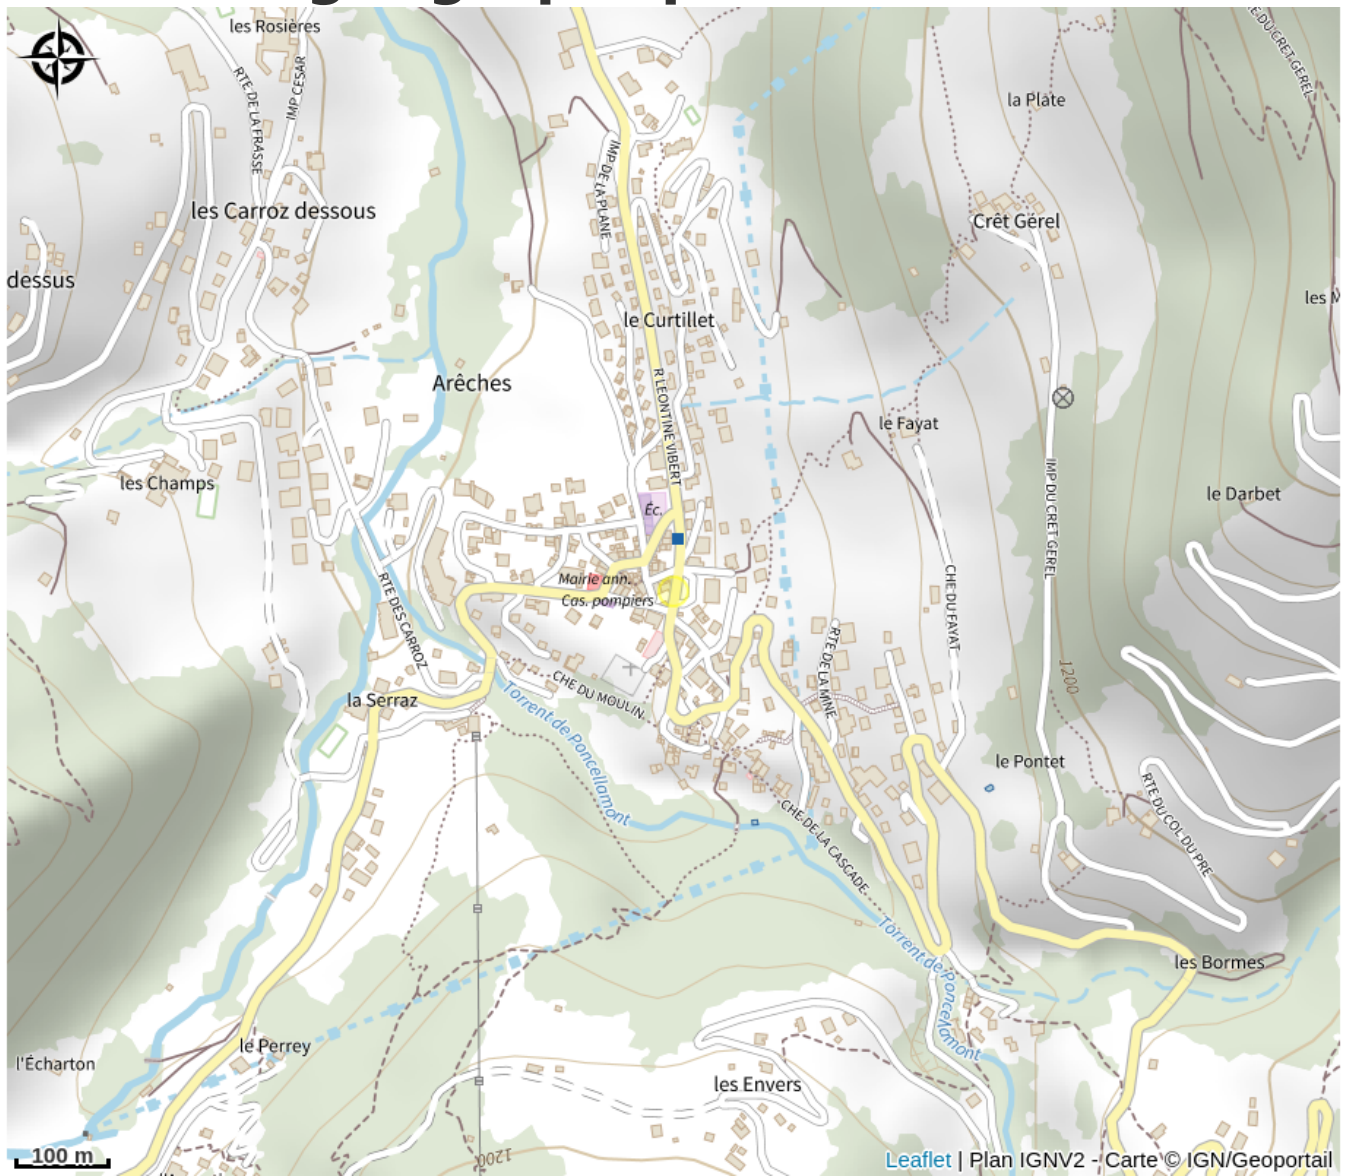 les Rosières
RTE DE LA FRASSE
IMP CESAR
IMP DE LA PLANE
la Plate
les Carroz dessous
Crêt Gérel
dessus
le Curtillet
Arêches
R LEONTINE VIBERT
le Fayat
les Champs
Éc.
le Darbet
IMP DU CRET GEREL
CHE DU FAYAT
Mairie ann.
Cas. pompiers
RTE DES CARROZ
RTE DE LA MINE
1200
CHE DU MOULIN
la Serraz
Torrent de Poncellamont
le Pontet
RTE DU COL DU PRE
CHE DE LA CASCADE
Torrent de Poncellamont
les Bormes
le Perrey
l'Écharton
les Envers
1200
100 m
Leaflet | Plan IGNV2 - Carte © IGN/Geoportail